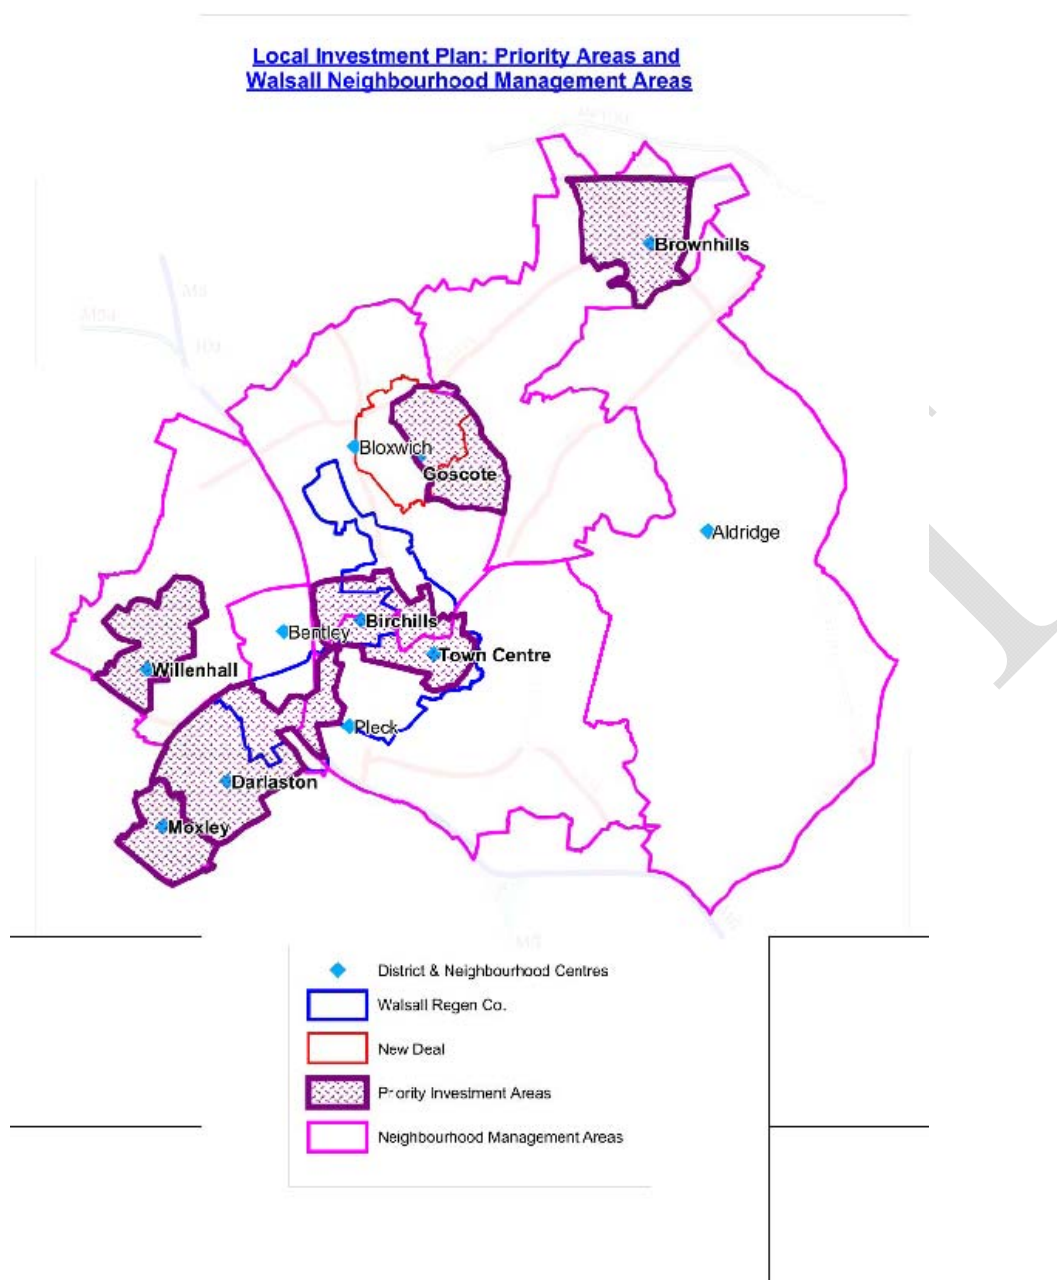 Local Investment Plan: Priority Areas and
Walsall Neighbourhood Management Areas
Brownhills
Bloxwich
Goscote
Aldridge
Birchills
Bentley
Town Centre
Willenhall
Pleck
Darlaston
Moxley
District & Neighbourhood Centres
Walsall Regen Co.
New Deal
Priority Investment Areas
Neighbourhood Management Areas